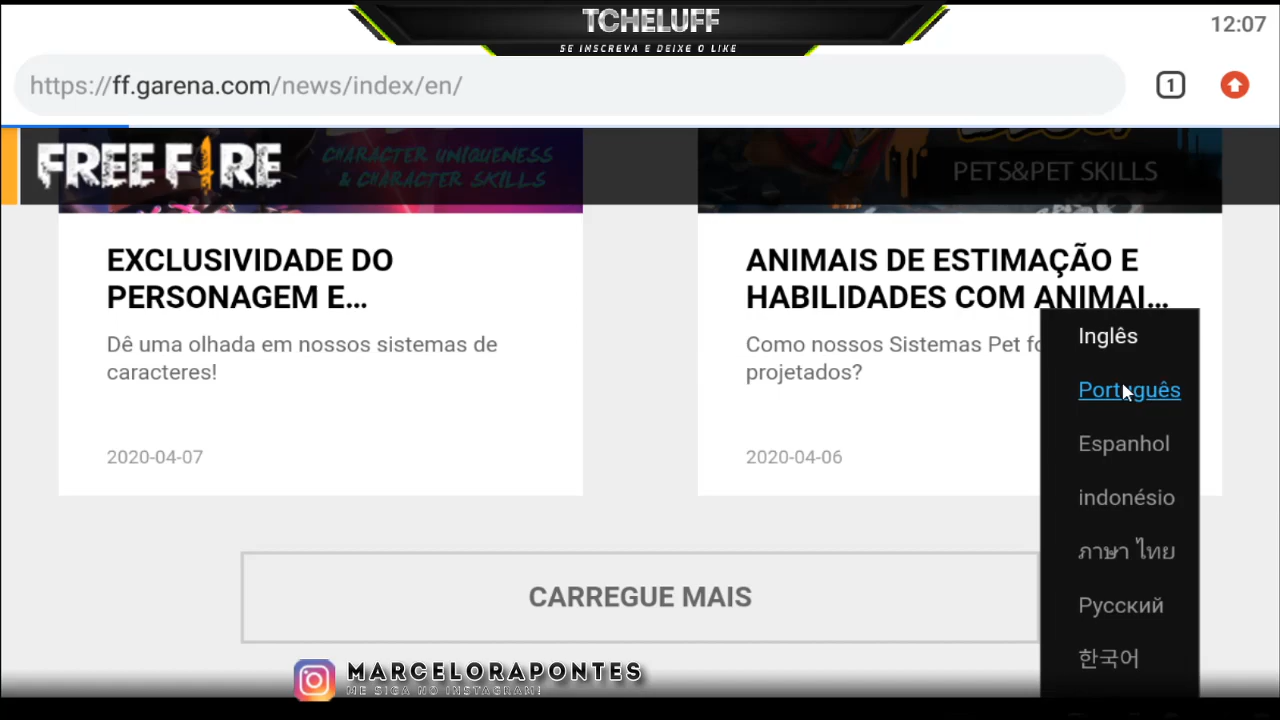 TCHELUFF
SE INSCREVA E DEIXE O LIKE
12:07
https://ff.garena.com/news/index/en/
1
FREE FIRE
CHARACTER UNIQUENESS
& CHARACTER SKILLS
PETS&PET SKILLS
EXCLUSIVIDADE DO
PERSONAGEM E...
Dê uma olhada em nossos sistemas de
caracteres!
2020-04-07
ANIMAIS DE ESTIMAÇÃO E
HABILIDADES COM ANIMAI...
Como nossos Sistemas Pet fo
projetados?
2020-04-06
Inglês
Português
Espanhol
indonésio
ภาษา ไทย
Русский
한국어
CARREGUE MAIS
MARCELORAPONTES
ME SIGA NO INSTAGRAM!